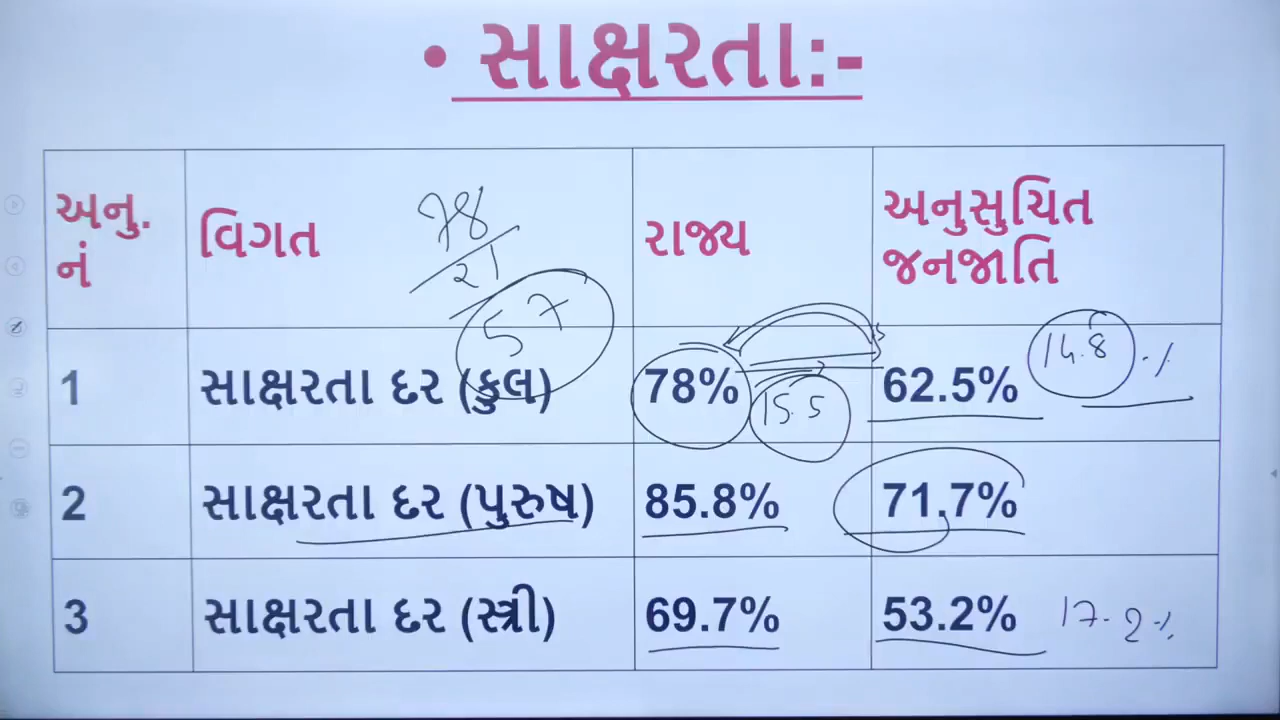 • સાક્ષરતા:-
અનુ. નં વિગત રાજ્ય અનુસુચિત જનજાતિ
78
21
57
1 સાક્ષરતા દર (કુલ) 78% 62.5% 14.8 %
15.5
2 સાક્ષરતા દર (પુરુષ) 85.8% 71.7%
3 સાક્ષરતા દર (સ્ત્રી) 69.7% 53.2% 17.2%